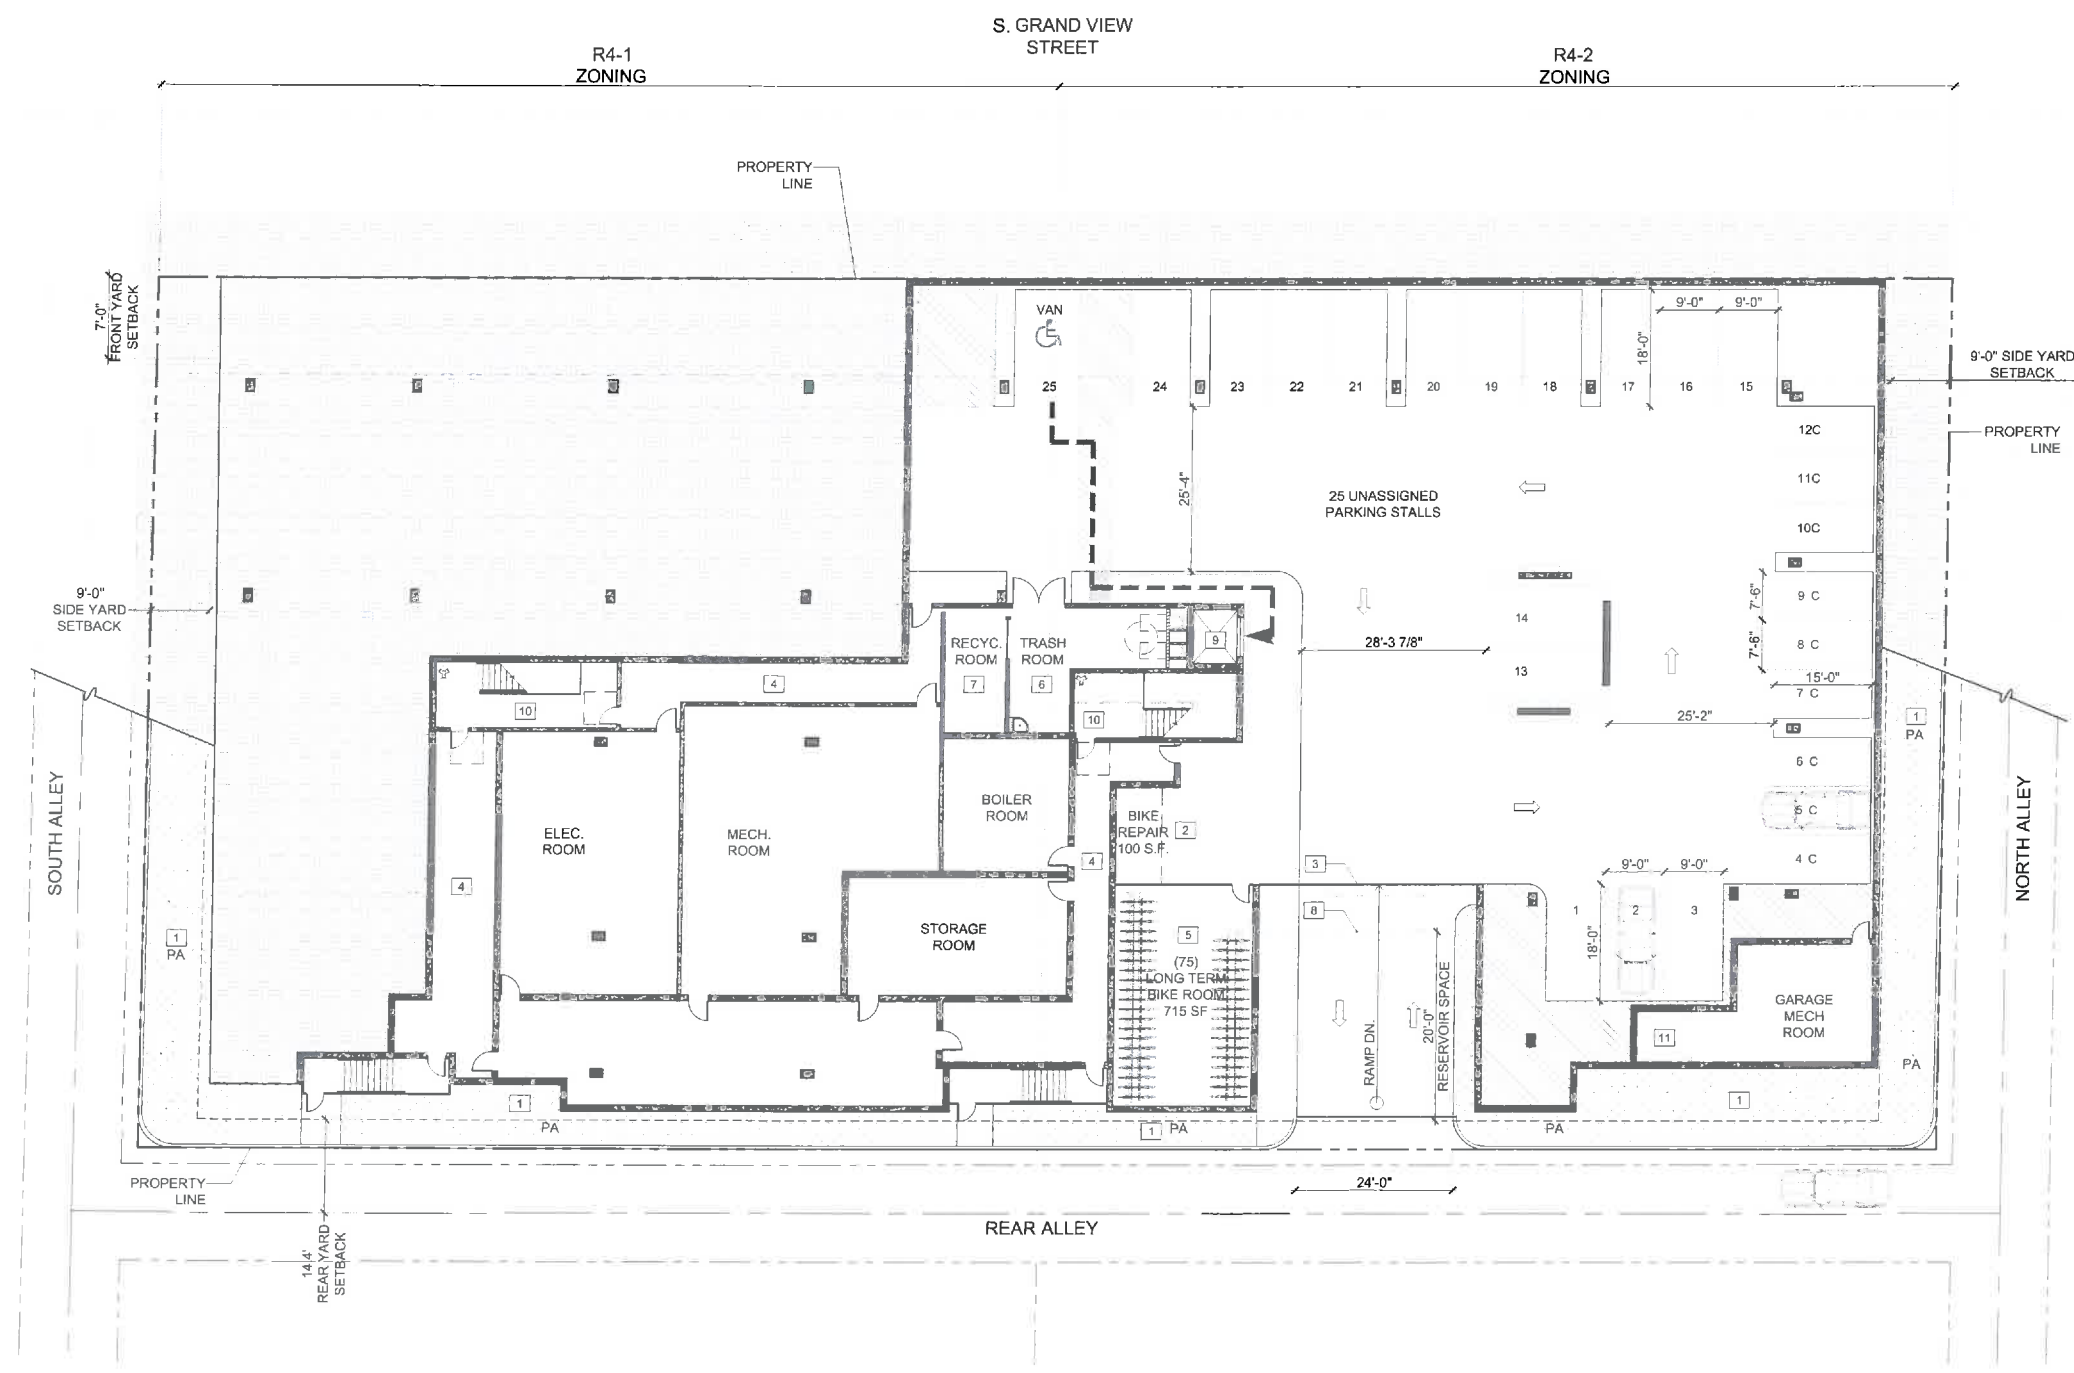 S. GRAND VIEW
STREET
R4-1
ZONING
R4-2
ZONING
PROPERTY
LINE
7'-0"
FRONT YARD
SETBACK
VAN
9'-0"
9'-0"
18'-0"
9'-0" SIDE YARD
SETBACK
25
24
23
22
21
20
19
18
17
16
15
12C
PROPERTY
LINE
11C
25'-4"
25 UNASSIGNED
PARKING STALLS
10C
9'-0"
SIDE YARD
SETBACK
7'-6"
9 C
14
RECYC.
ROOM
TRASH
ROOM
9
28'-3 7/8"
7'-6"
8 C
13
4
7
6
15'-0"
7 C
10
10
25'-2"
1
PA
6 C
SOUTH ALLEY
NORTH ALLEY
BOILER
ROOM
5 C
ELEC.
ROOM
MECH.
ROOM
BIKE
REPAIR
100 S.F.
2
4
3
9'-0"
9'-0"
4 C
4
8
1
2
3
18'-0"
STORAGE
ROOM
5
(75)
LONG TERM
BIKE ROOM
715 SF
1
PA
RAMP DN.
20'-0"
RESERVOIR SPACE
GARAGE
MECH
ROOM
11
PA
1
PA
1
PA
PA
1
PROPERTY
LINE
24'-0"
REAR ALLEY
14.4'
REAR YARD
SETBACK